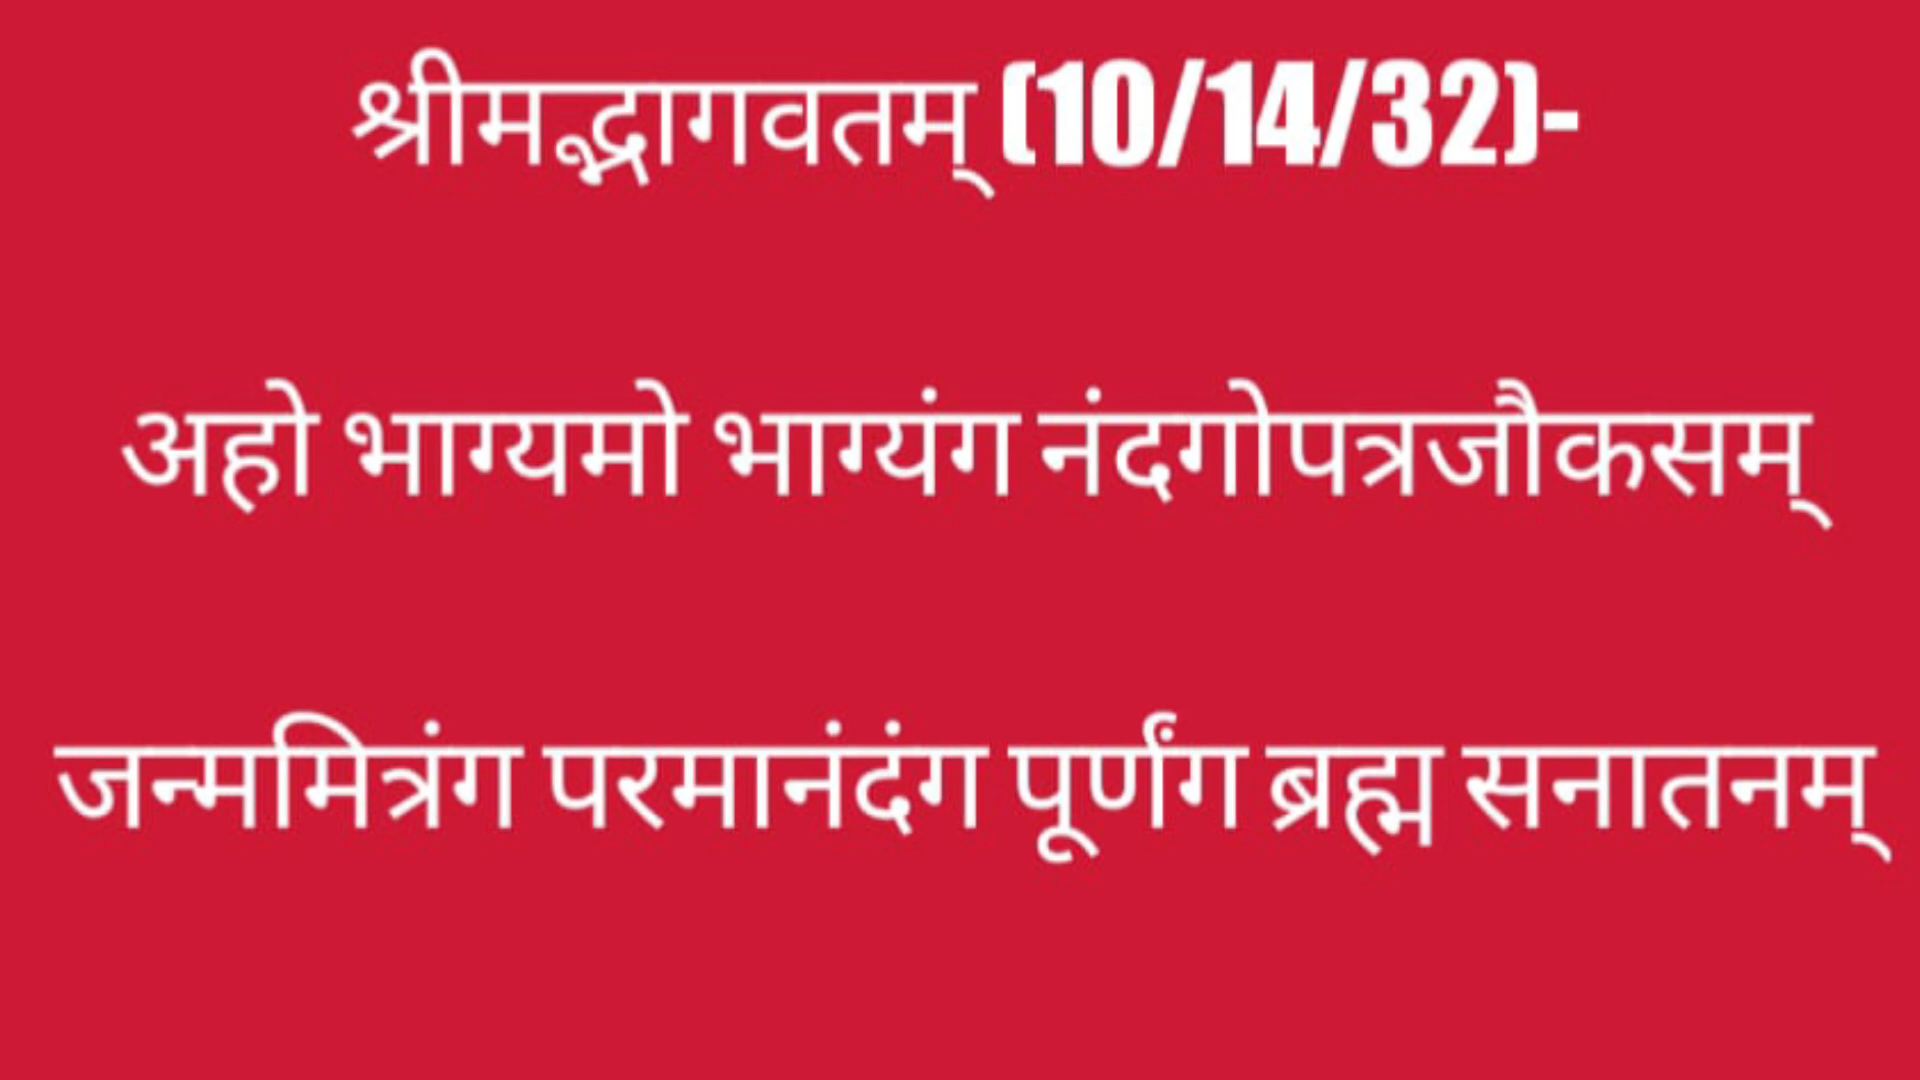 श्रीमद्भागवतम् (10/14/32)-
अहो भाग्यमो भाग्यंग नंदगोपत्रजौकसम्
जन्ममित्रंग परमानंदंग पूर्णंग ब्रह्म सनातनम्